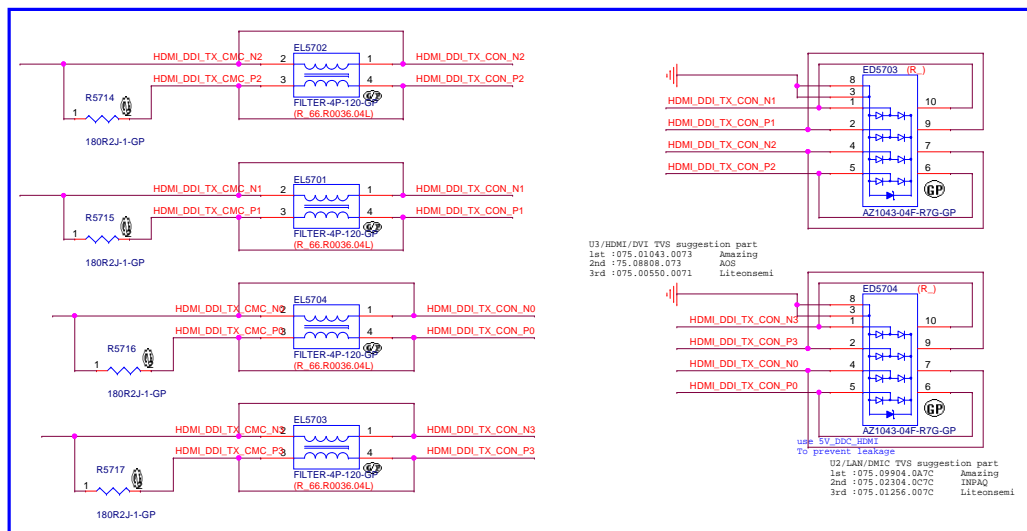 EL5702
HDMI_DDI_TX_CMC_N2 2 1 HDMI_DDI_TX_CON_N2
HDMI_DDI_TX_CMC_P2 3 4 HDMI_DDI_TX_CON_P2
R5714
1 2
180R2J-1-GP
FILTER-4P-120-GP
(R_66.R0036.04L)
EL5701
HDMI_DDI_TX_CMC_N1 2 1 HDMI_DDI_TX_CON_N1
HDMI_DDI_TX_CMC_P1 3 4 HDMI_DDI_TX_CON_P1
R5715
1 2
180R2J-1-GP
FILTER-4P-120-GP
(R_66.R0036.04L)
EL5704
HDMI_DDI_TX_CMC_N0 2 1 HDMI_DDI_TX_CON_N0
HDMI_DDI_TX_CMC_P0 3 4 HDMI_DDI_TX_CON_P0
R5716
1 2
180R2J-1-GP
FILTER-4P-120-GP
(R_66.R0036.04L)
EL5703
HDMI_DDI_TX_CMC_N3 2 1 HDMI_DDI_TX_CON_N3
HDMI_DDI_TX_CMC_P3 3 4 HDMI_DDI_TX_CON_P3
R5717
1 2
180R2J-1-GP
FILTER-4P-120-GP
(R_66.R0036.04L)
ED5703 (R_)
8
3
HDMI_DDI_TX_CON_N1 1 10
HDMI_DDI_TX_CON_P1 2 9
HDMI_DDI_TX_CON_N2 4 7
HDMI_DDI_TX_CON_P2 5 6
GP
AZ1043-04F-R7G-GP
U3/HDMI/DVI TVS suggestion part
1st :075.01043.0073 Amazing
2nd :75.08808.073 AOS
3rd :075.00550.0071 Liteonsemi
ED5704 (R_)
8
3
HDMI_DDI_TX_CON_N3 1 10
HDMI_DDI_TX_CON_P3 2 9
HDMI_DDI_TX_CON_N0 4 7
HDMI_DDI_TX_CON_P0 5 6
GP
AZ1043-04F-R7G-GP
use 5V_DDC_HDMI
To prevent leakage
U2/LAN/DMIC TVS suggestion part
1st :075.09904.0A7C Amazing
2nd :075.02304.0C7C INPAQ
3rd :075.01256.007C Liteonsemi